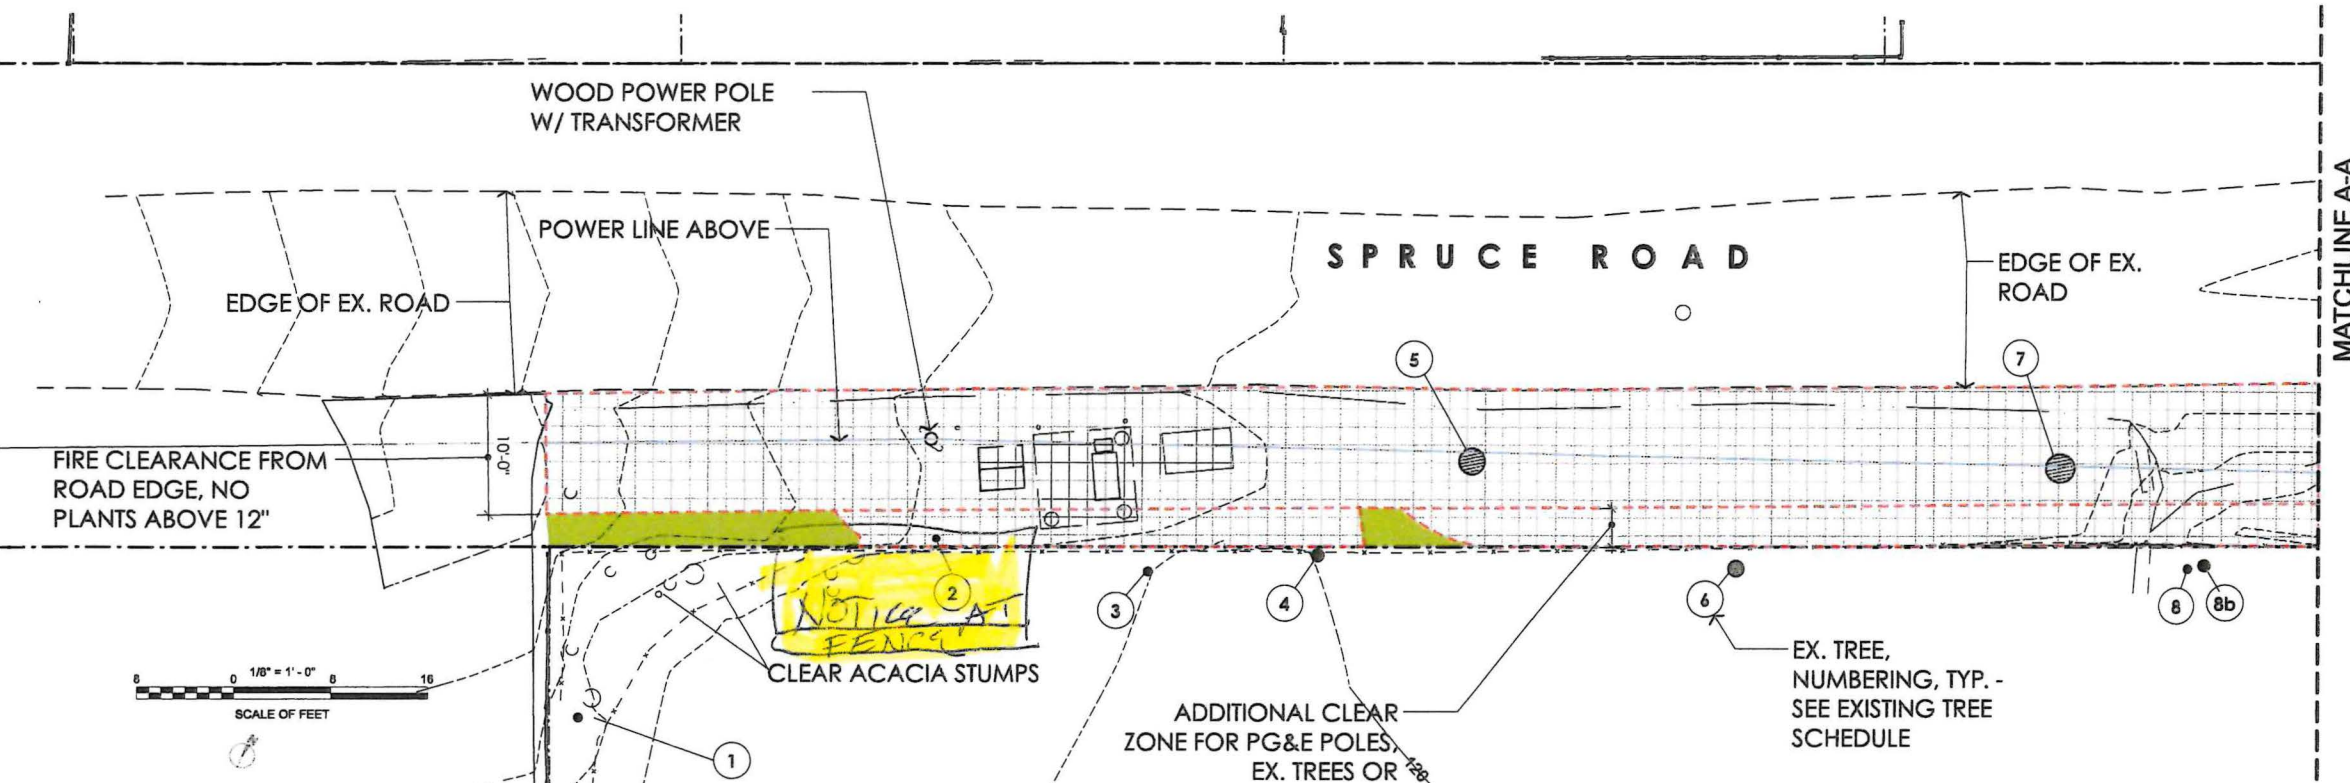 WOOD POWER POLE
W/ TRANSFORMER
POWER LINE ABOVE
SPRUCE ROAD
EDGE OF EX.
ROAD
MATCHLINE A-A
EDGE OF EX. ROAD
5
7
10'-0"
FIRE CLEARANCE FROM
ROAD EDGE, NO
PLANTS ABOVE 12"
2
3
4
6
8
8b
NOTICE AT
FENCE
CLEAR ACACIA STUMPS
EX. TREE,
NUMBERING, TYP. -
SEE EXISTING TREE
SCHEDULE
1/8" = 1'-0"
8 0 8 16
SCALE OF FEET
1
ADDITIONAL CLEAR
ZONE FOR PG&E POLES,
EX. TREES OR
128